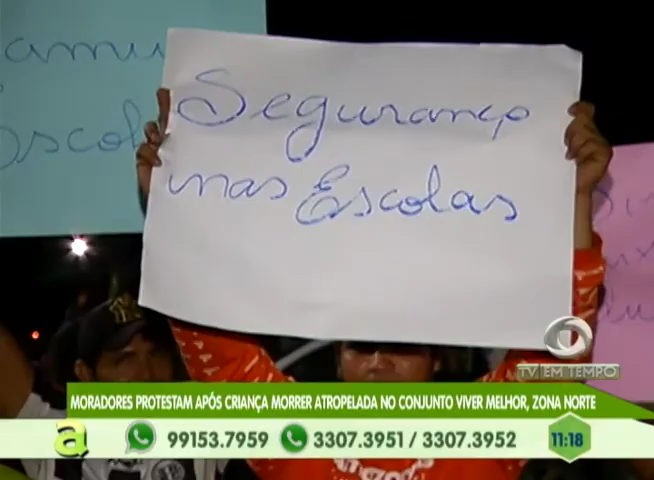 Segurança
nas Escolas
TV EM TEMPO
MORADORES PROTESTAM APÓS CRIANÇA MORRER ATROPELADA NO CONJUNTO VIVER MELHOR, ZONA NORTE
a
99153.7959
3307.3951 / 3307.3952
11:18